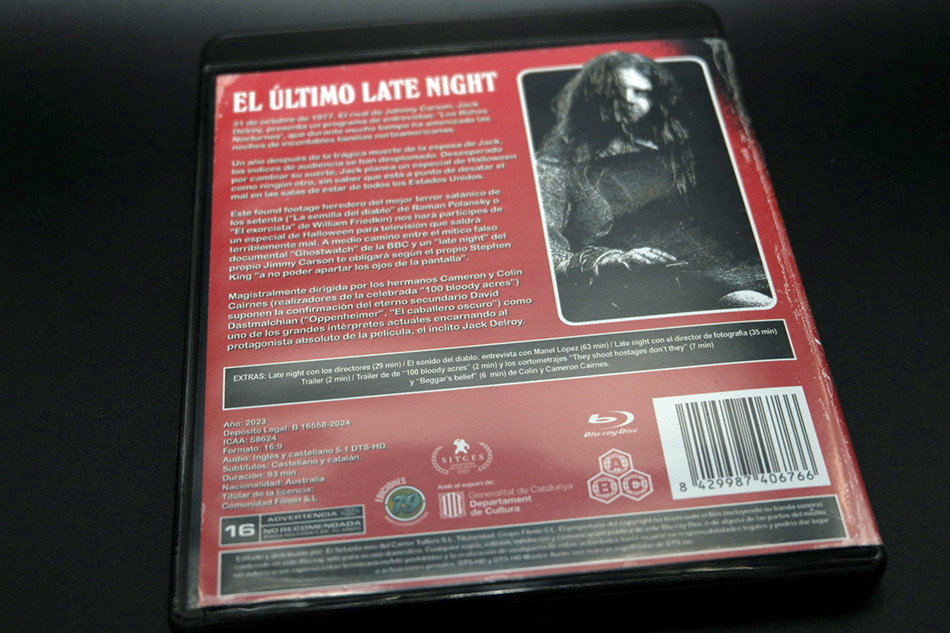 EL ÚLTIMO LATE NIGHT
31 de octubre de 1977. El rival de Johnny Carson, Jack
Delroy, presenta un programa de entrevistas: 'Los Buhos
Nocturnos', que durante mucho tiempo ha amenizado las
noches de incontables familias norteamericanas.
Un año después de la trágica muerte de la esposa de Jack,
los índices de audiencia se han desplomado. Desesperado
por cambiar su suerte, Jack planea un especial de Halloween
como ningún otro, sin saber que está a punto de desatar el
mal en las salas de estar de todos los Estados Unidos.
Este found footage heredero del mejor terror satánico de
los setenta ("La semilla del diablo" de Roman Polansky o
"El exorcista" de William Friedkin) nos hará partícipes de
un especial de Halloween para televisión que saldrá
terriblemente mal. A medio camino entre el mítico falso
documental "Ghostwatch" de la BBC y un "late night" del
propio Jimmy Carson te obligará según el propio Stephen
King "a no poder apartar los ojos de la pantalla".
Magistralmente dirigida por los hermanos Cameron y Colin
Cairnes (realizadores de la celebrada "100 bloody acres")
suponen la confirmación del eterno secundario David
Dastmalchian ("Oppenheimer", "El caballero oscuro") como
uno de los grandes intérpretes actuales encarnando al
protagonista absoluto de la película, el inclito Jack Delroy.
EXTRAS: Late night con los directores (29 min) / El sonido del diablo: entrevista con Manel López (63 min) / Late night con el director de fotografía (35 min)
Trailer (2 min) / Trailer de de "100 bloody acres" (2 min) y los cortometrajes "They shoot hostages don't they" (7 min)
y "Beggar's belief" (6 min) de Colin y Cameron Cairnes.
Año: 2023
Depósito Legal: B 16558-2024
ICAA: 58624
Formato: 16:9
Audio: Inglés y castellano 5.1 DTS-HD.
Subtítulos: Castellano y catalán.
Duración: 93 min
Nacionalidad: Australia
Titular de la licencia:
Comunidad Filmin S.L
SITCES
EDICIONES
79
Amb el suport de:
Generalitat de Catalunya
Departament
de Cultura
Blu-ray Disc
A
B C
8 429987 406766
16
ADVERTENCIA
NO RECOMENDADA